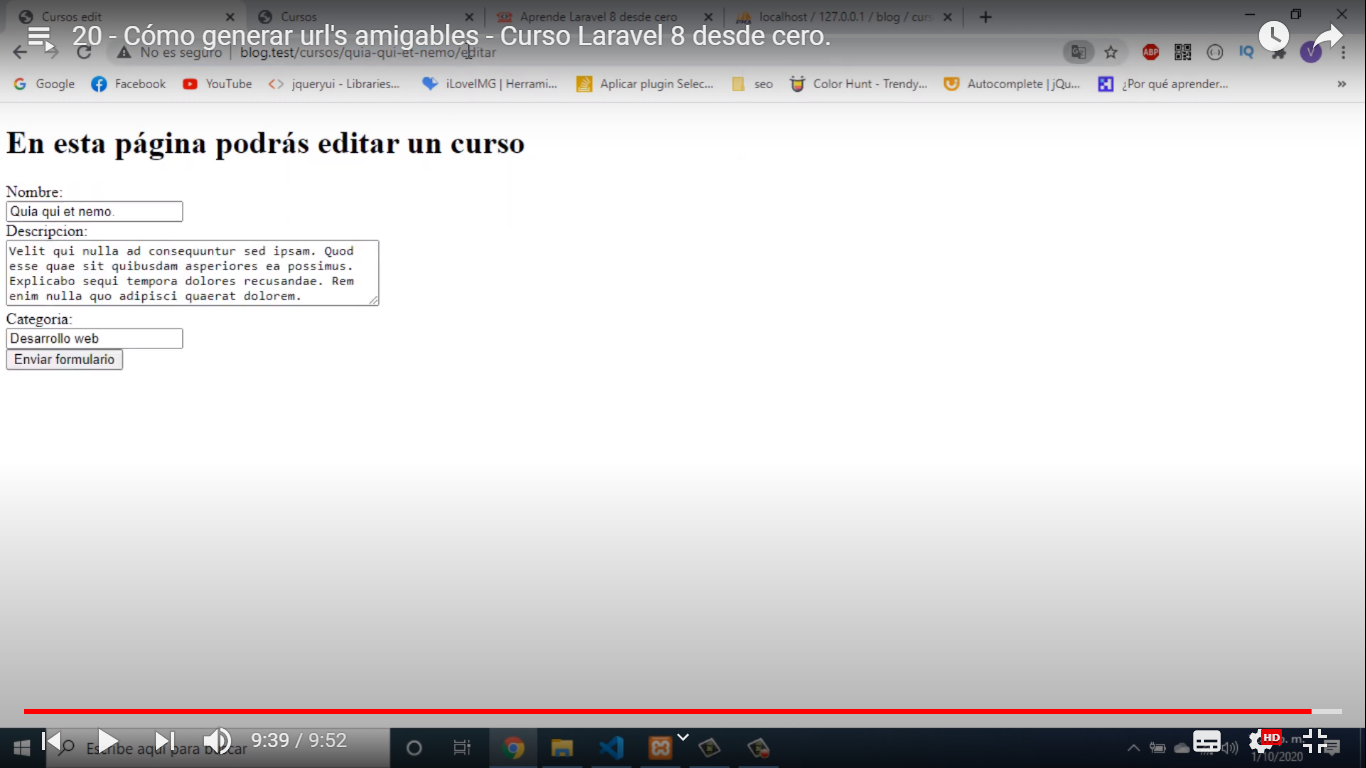 Cursos edit
Cursos
Aprende Laravel 8 desde cero
localhost / 127.0.0.1 / blog / curs
20 - Cómo generar url's amigables - Curso Laravel 8 desde cero.
No es seguro | blog.test/cursos/quia-qui-et-nemo/editar
ABP
IQ
V
Google
Facebook
YouTube
jqueryui - Libraries...
iLoveIMG | Herrami...
Aplicar plugin Selec...
seo
Color Hunt - Trendy...
Autocomplete | jQu...
¿Por qué aprender...
En esta página podrás editar un curso
Nombre:
Quia qui et nemo.
Descripcion:
Velit qui nulla ad consequuntur sed ipsam. Quod
esse quae sit quibusdam asperiores ea possimus.
Explicabo sequi tempora dolores recusandae. Rem
enim nulla quo adipisci quaerat dolorem.
Categoria:
Desarrollo web
Enviar formulario
9:39 / 9:52
Escribe aquí para buscar
HD
1/10/2020